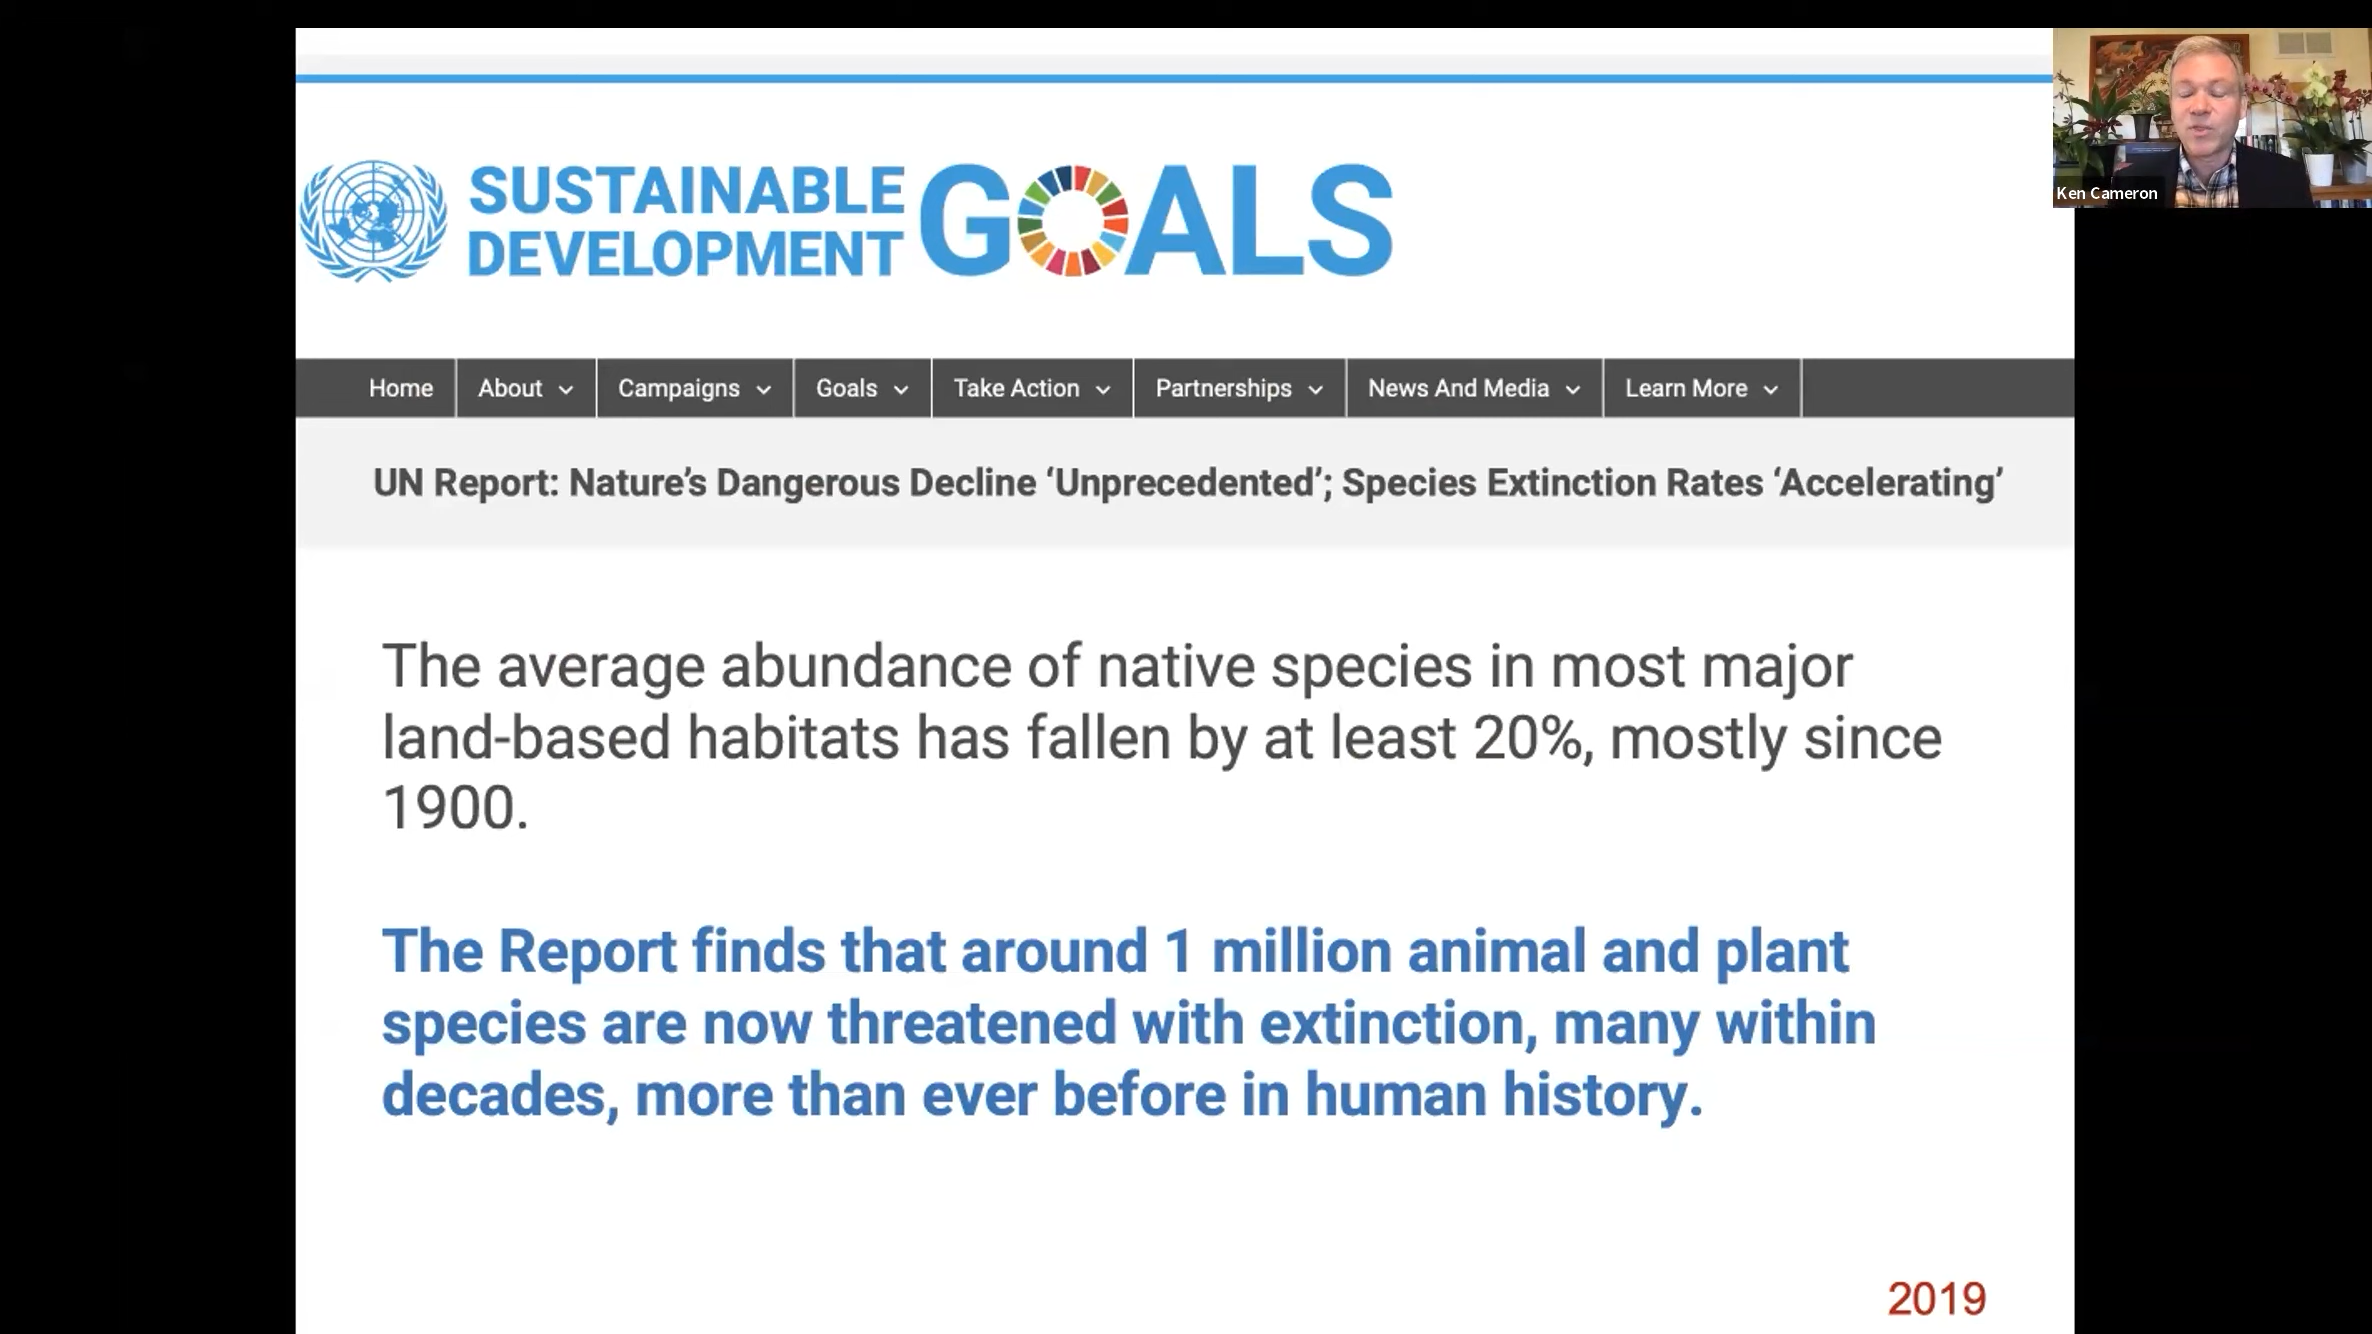 SUSTAINABLE
DEVELOPMENT
GOALS
Ken Cameron
Home
About
Campaigns
Goals
Take Action
Partnerships
News And Media
Learn More
UN Report: Nature’s Dangerous Decline ‘Unprecedented’; Species Extinction Rates ‘Accelerating’
The average abundance of native species in most major
land-based habitats has fallen by at least 20%, mostly since
1900.
The Report finds that around 1 million animal and plant
species are now threatened with extinction, many within
decades, more than ever before in human history.
2019